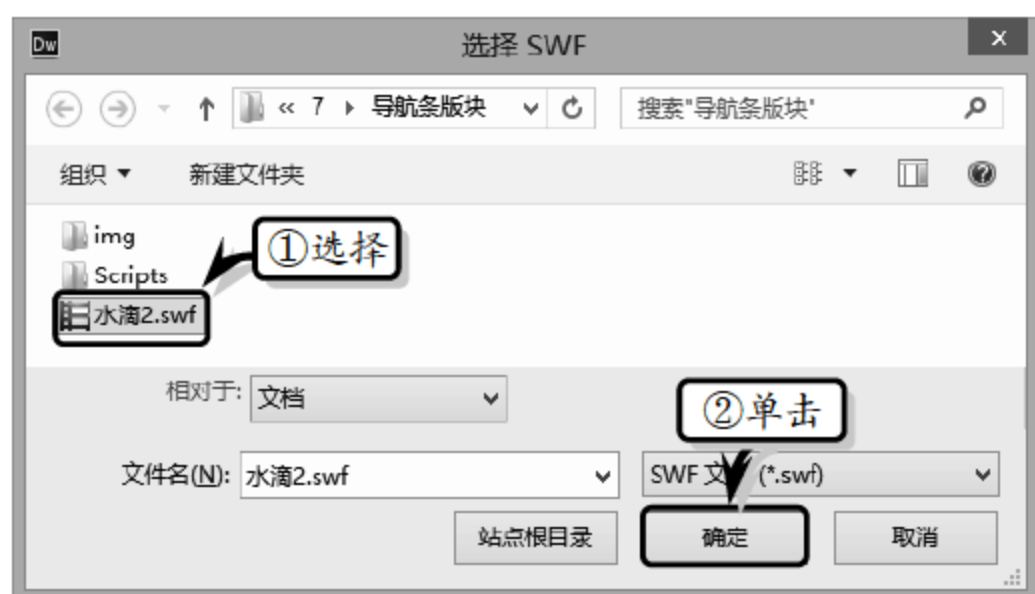 Dw
选择 SWF
« 7 导航条版块
搜索"导航条版块"
组织
新建文件夹
img
①选择
Scripts
水滴2.swf
相对于: 文档
②单击
文件名(N): 水滴2.swf
SWF 文 (*.swf)
站点根目录
确定
取消